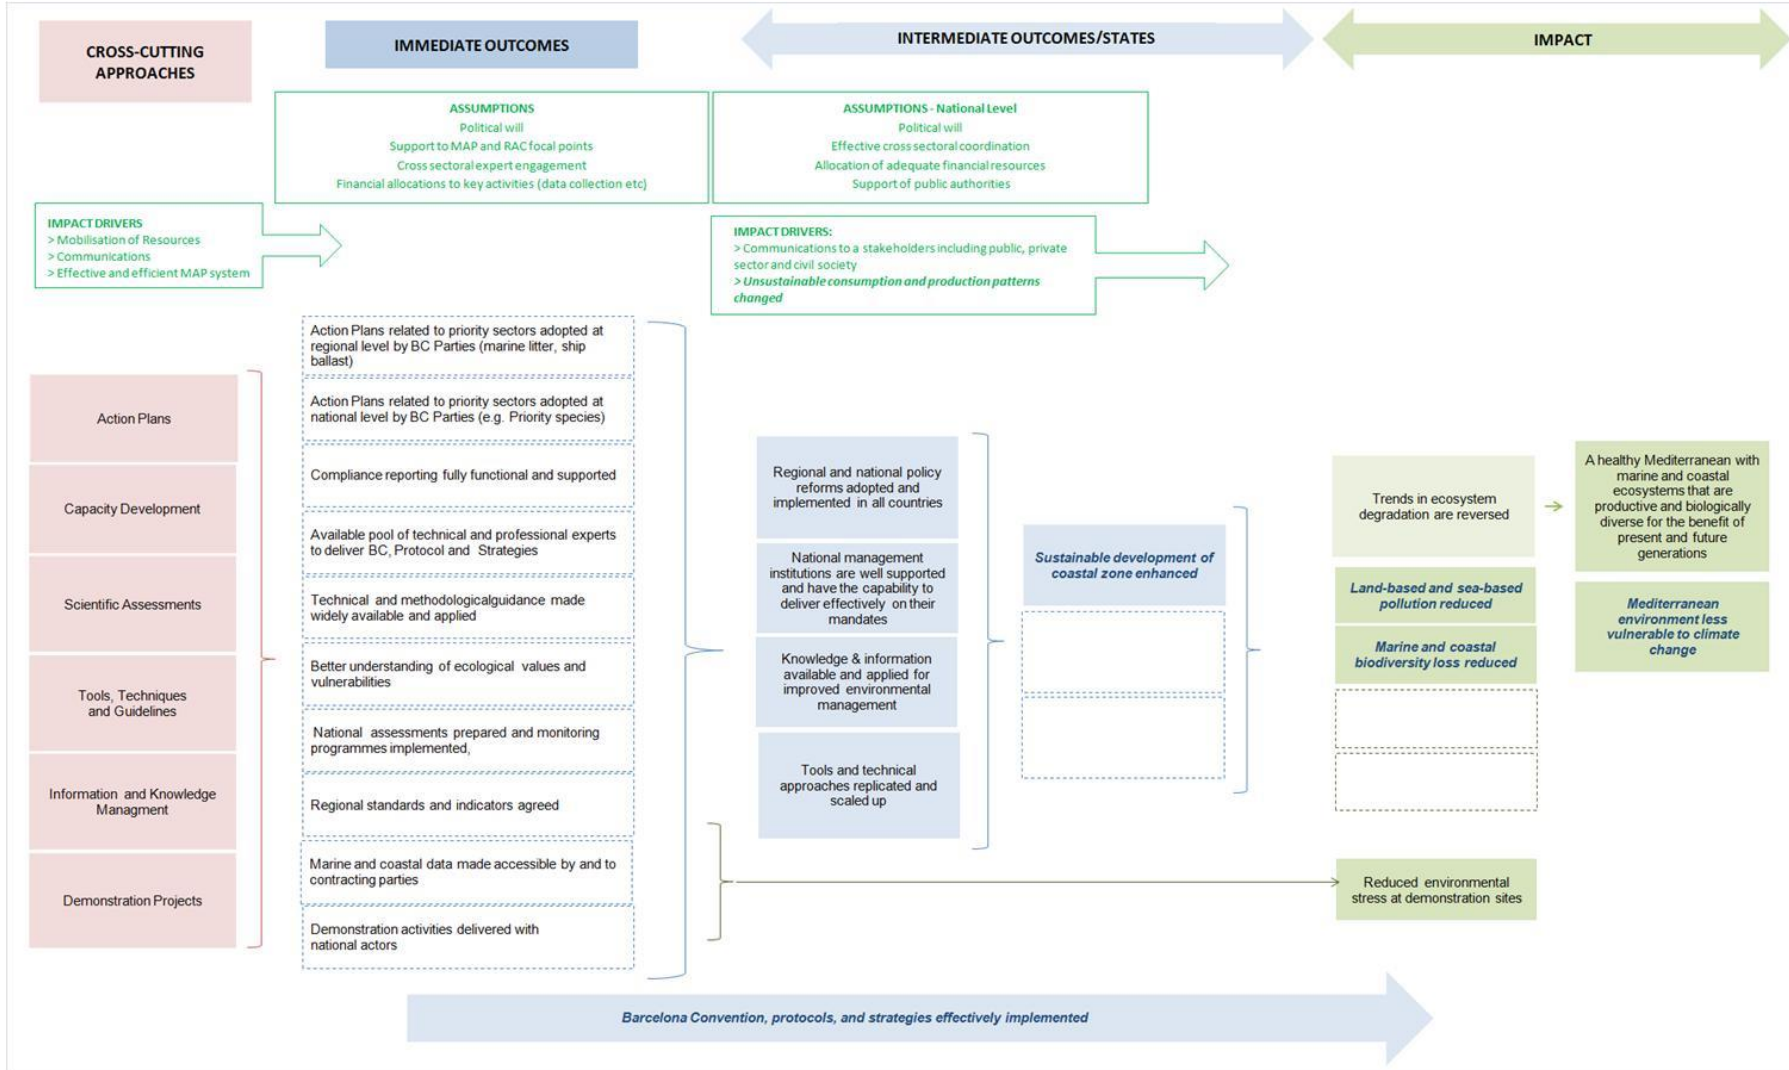 CROSS-CUTTING
APPROACHES
IMMEDIATE OUTCOMES
INTERMEDIATE OUTCOMES/STATES
IMPACT
ASSUMPTIONS
Political will
Support to MAP and RAC focal points
Cross sectoral expert engagement
Financial allocations to key activities (data collection etc)
ASSUMPTIONS - National Level
Political will
Effective cross sectoral coordination
Allocation of adequate financial resources
Support of public authorities
IMPACT DRIVERS
> Mobilisation of Resources
> Communications
> Effective and efficient MAP system
IMPACT DRIVERS:
> Communications to a stakeholders including public, private
sector and civil society
> Unsustainable consumption and production patterns
changed
Action Plans
Capacity Development
Scientific Assessments
Tools, Techniques
and Guidelines
Information and Knowledge
Managment
Demonstration Projects
Action Plans related to priority sectors adopted at
regional level by BC Parties (marine litter, ship
ballast)
Action Plans related to priority sectors adopted at
national level by BC Parties (e.g. Priority species)
Compliance reporting fully functional and supported
Available pool of technical and professional experts
to deliver BC, Protocol and Strategies
Technical and methodologicalguidance made
widely available and applied
Better understanding of ecological values and
vulnerabilities
National assessments prepared and monitoring
programmes implemented,
Regional standards and indicators agreed
Marine and coastal data made accessible by and to
contracting parties
Demonstration activities delivered with
national actors
Regional and national policy
reforms adopted and
implemented in all countries
National management
institutions are well supported
and have the capability to
deliver effectively on their
mandates
Knowledge & information
available and applied for
improved environmental
management
Tools and technical
approaches replicated and
scaled up
Sustainable development of
coastal zone enhanced
Trends in ecosystem
degradation are reversed
Land-based and sea-based
pollution reduced
Marine and coastal
biodiversity loss reduced
Reduced environmental
stress at demonstration sites
A healthy Mediterranean with
marine and coastal
ecosystems that are
productive and biologically
diverse for the benefit of
present and future
generations
Mediterranean
environment less
vulnerable to climate
change
Barcelona Convention, protocols, and strategies effectively implemented